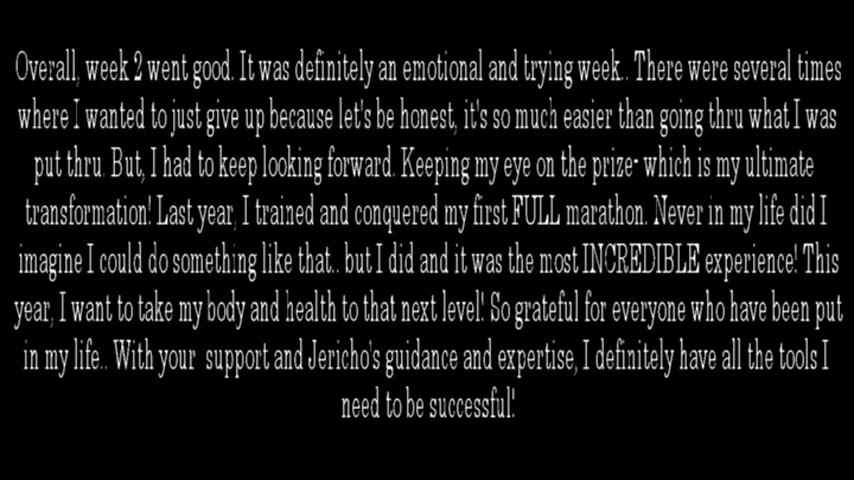 Overall, week 2 went good. It was definitely an emotional and trying week.. There were several times
where I wanted to just give up because let's be honest, it's so much easier than going thru what I was
put thru. But, I had to keep looking forward. Keeping my eye on the prize- which is my ultimate
transformation! Last year, I trained and conquered my first FULL marathon. Never in my life did I
imagine I could do something like that.. but I did and it was the most INCREDIBLE experience! This
year, I want to take my body and health to that next level! So grateful for everyone who have been put
in my life.. With your support and Jericho's guidance and expertise, I definitely have all the tools I
need to be successful!